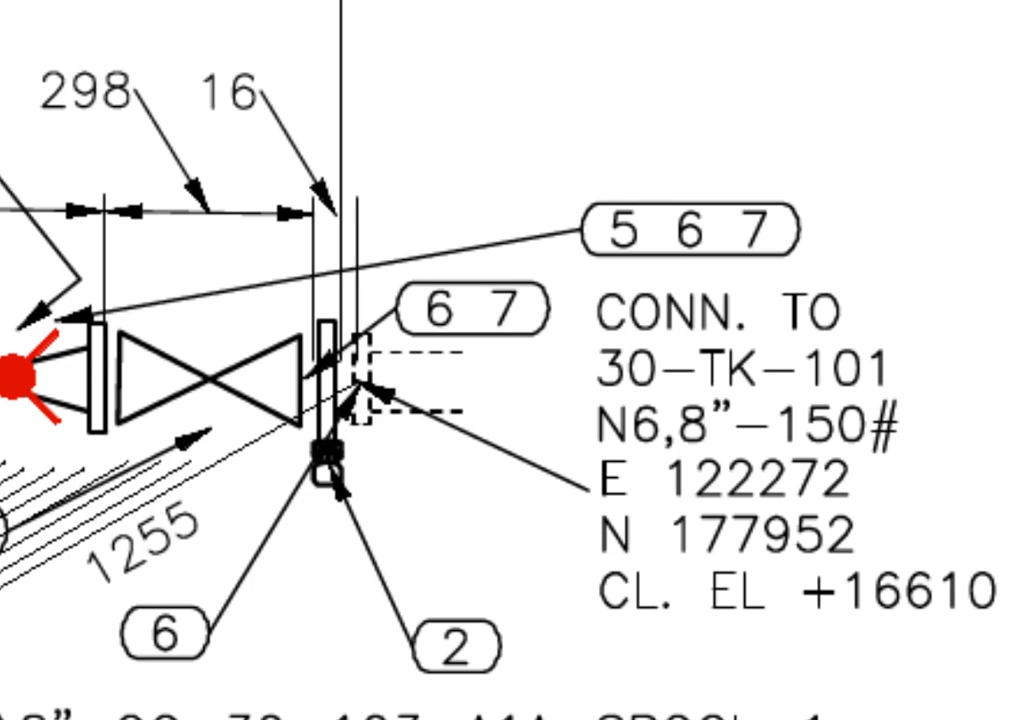 298 16
5 6 7
6 7
CONN. TO
30-TK-101
N6,8"-150#
E 122272
N 177952
CL. EL +16610
1255
6
2